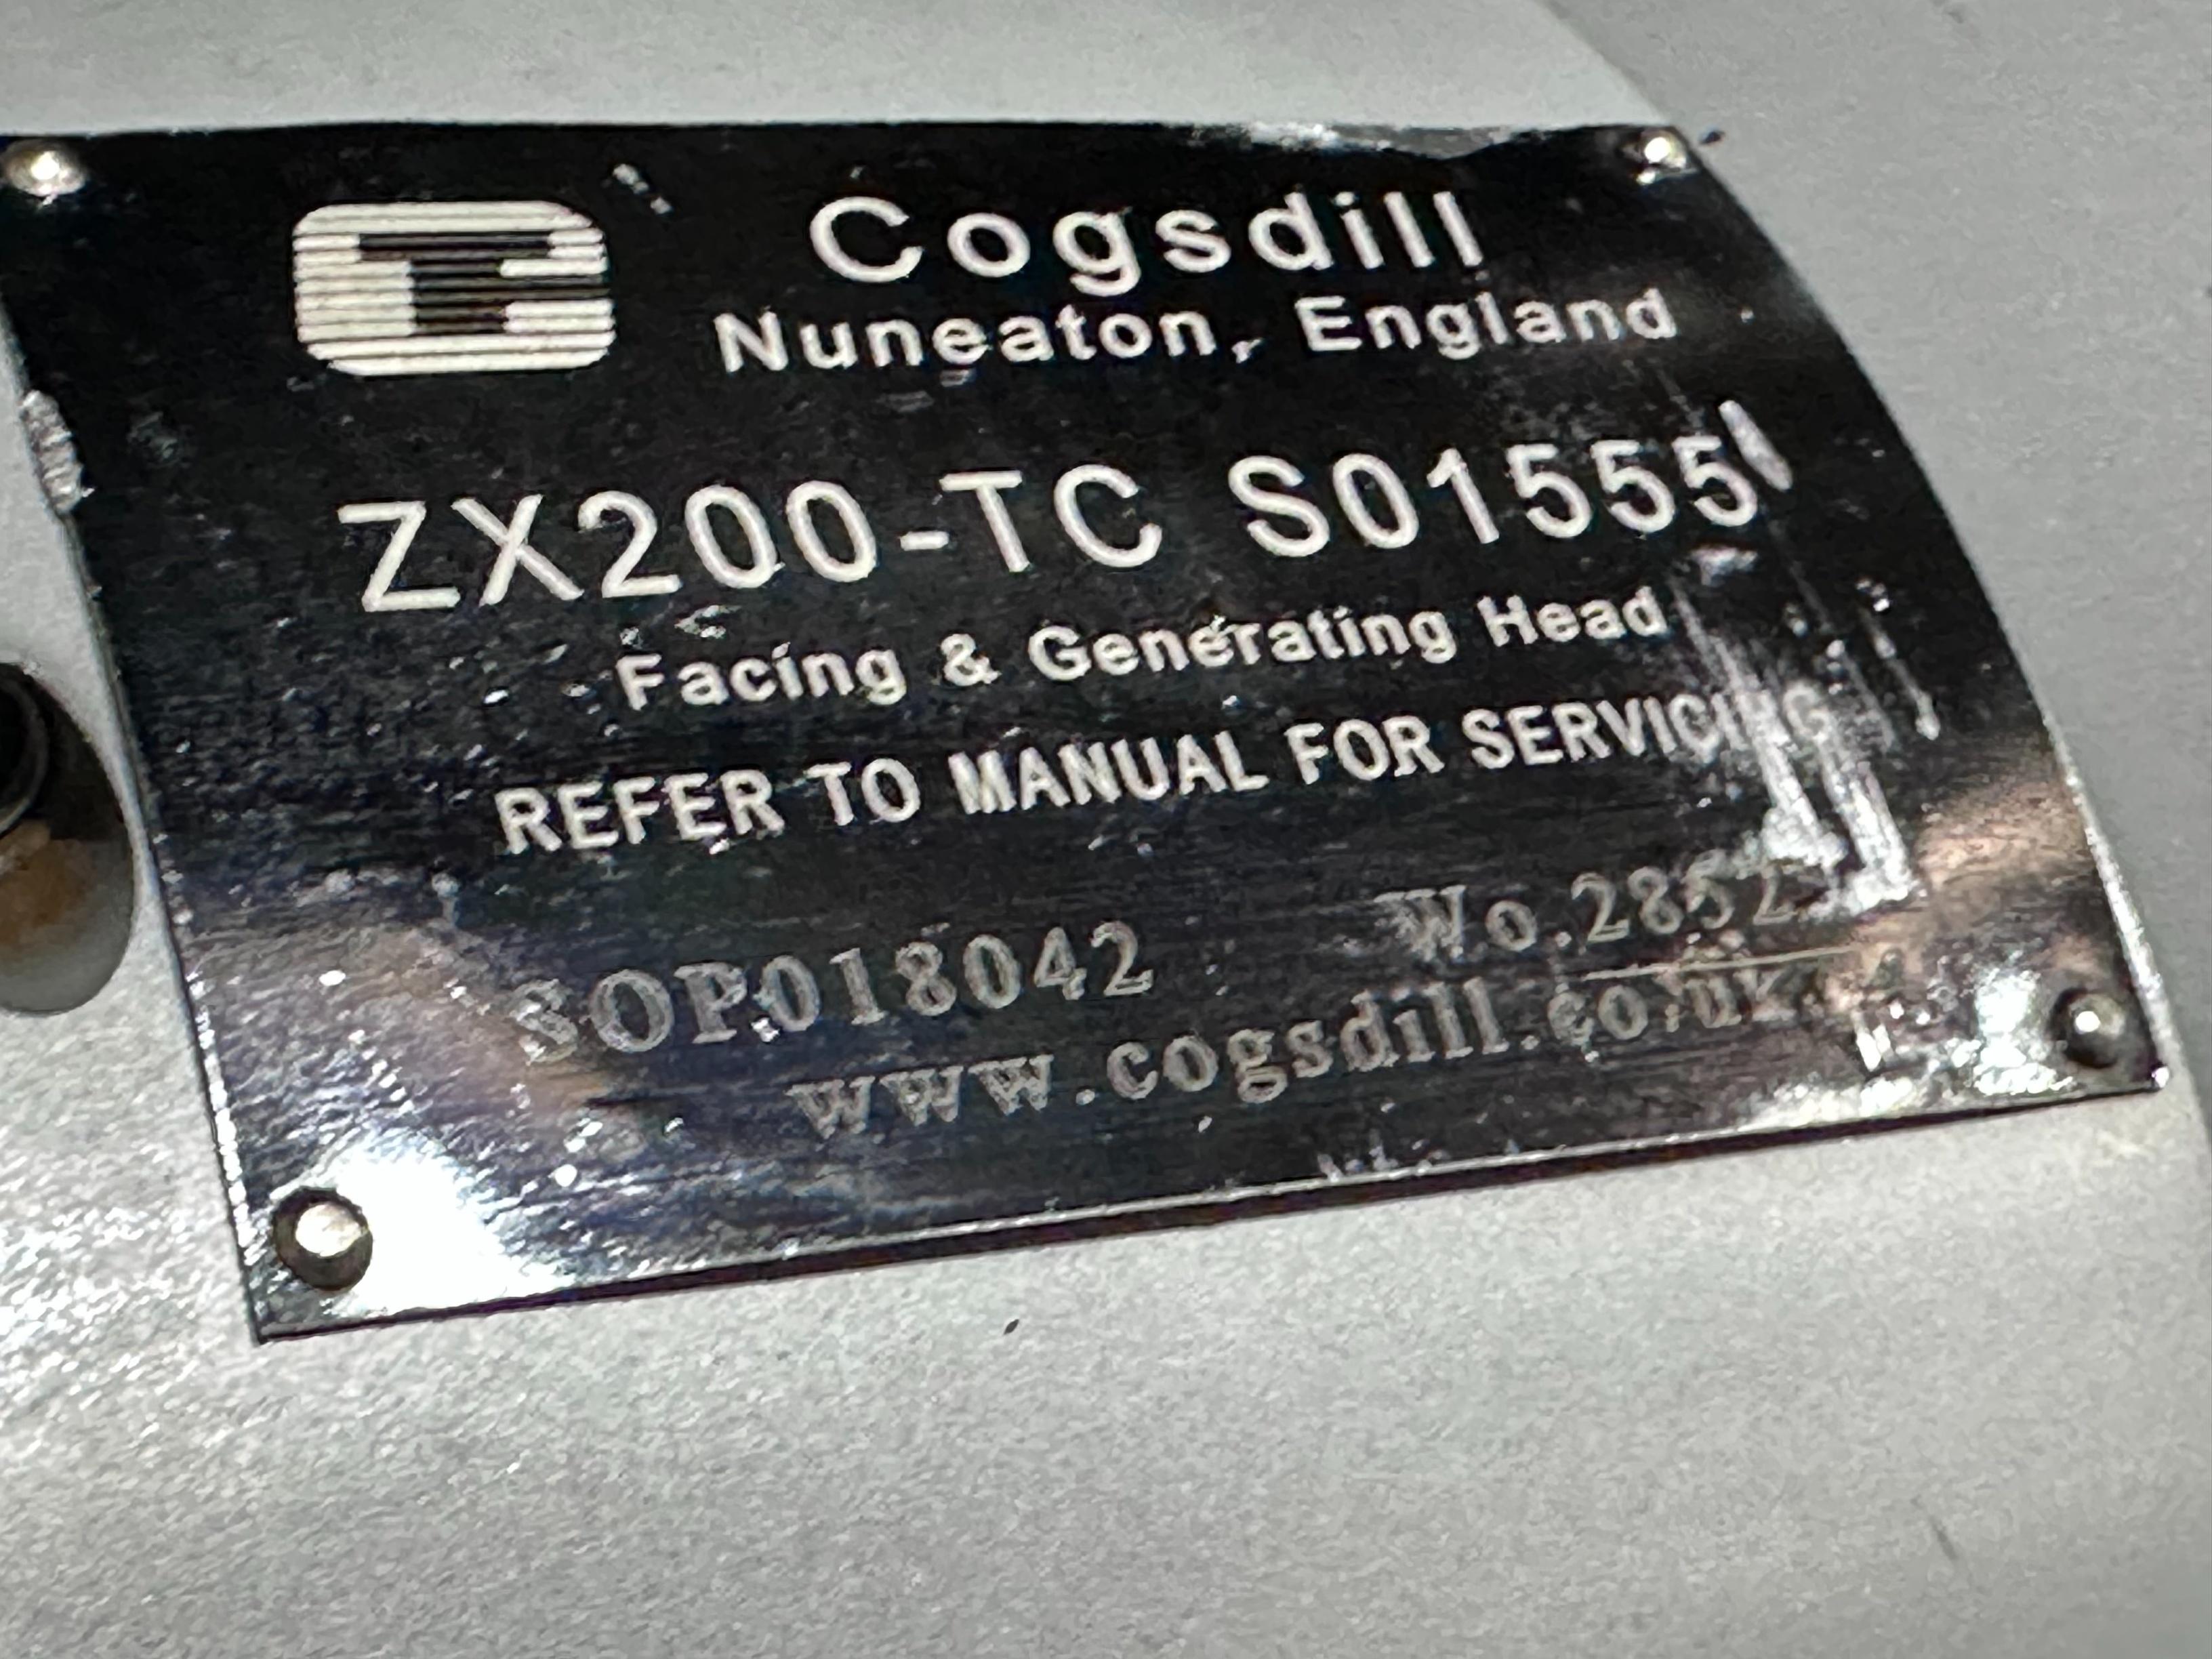 Cogsdill
Nuneaton, England
ZX200-TC S01555
Facing & Generating Head
REFER TO MANUAL FOR SERVICING
SOP018042
www.cogsdill.co.uk